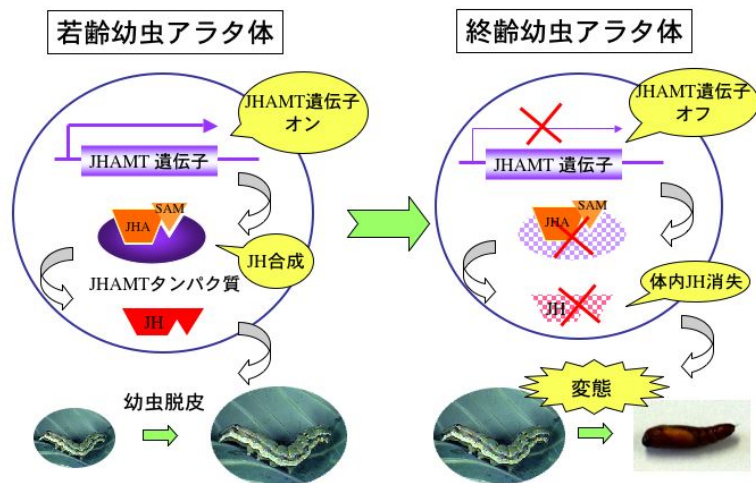 若齢幼虫アラタ体
JHAMT遺伝子
オン
JHAMT 遺伝子
SAM
JHA
JH合成
JHAMTタンパク質
JH
幼虫脱皮
終齢幼虫アラタ体
JHAMT遺伝子
オフ
JHAMT 遺伝子
SAM
JHA
体内JH消失
JH
変態